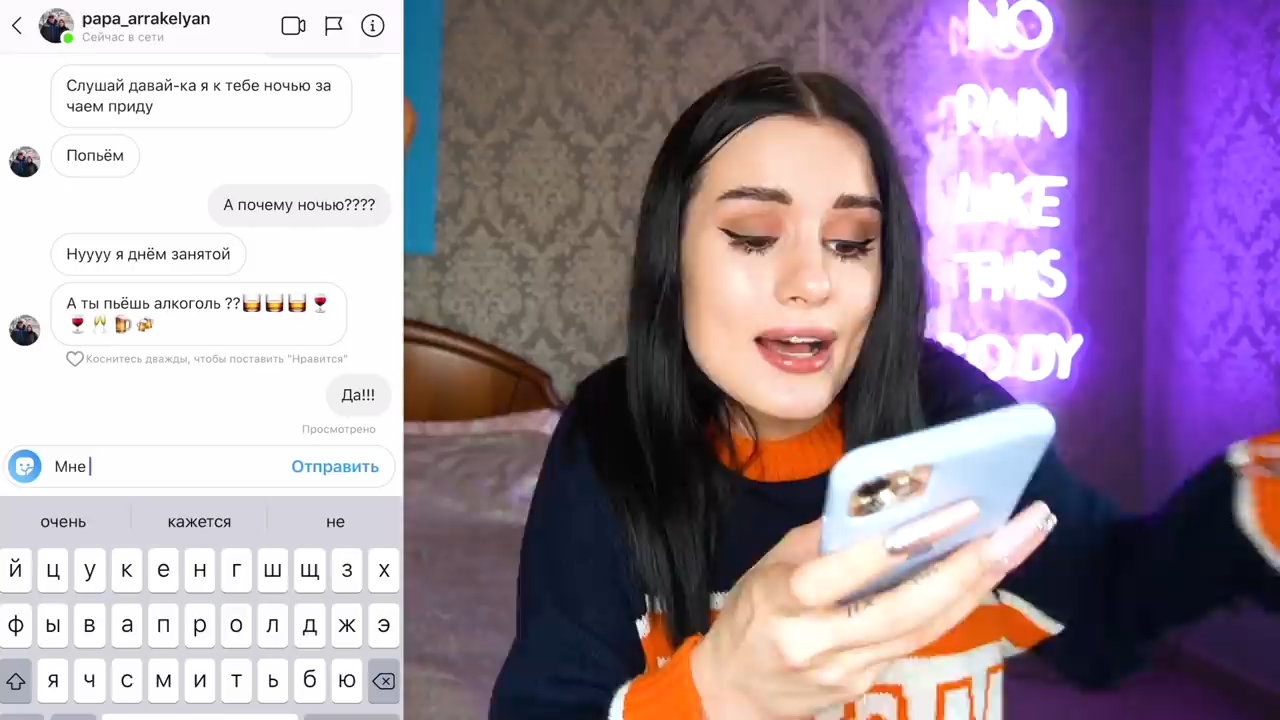 papa_arrakelyan
Сейчас в сети
Слушай давай-ка я к тебе ночью за
чаем приду
Попьём
А почему ночью????
Нуууу я днём занятой
А ты пьёшь алкоголь ??🥃🥃🥃🍷
🍷🥂🍺🍻
Коснитесь дважды, чтобы поставить "Нравится"
Да!!!
Просмотрено
Мне
Отправить
очень кажется не
й ц у к е н г ш щ з х
ф ы в а п р о л д ж э
я ч с м и т ь б ю
NO
PAIN
LIKE
THIS
BODY